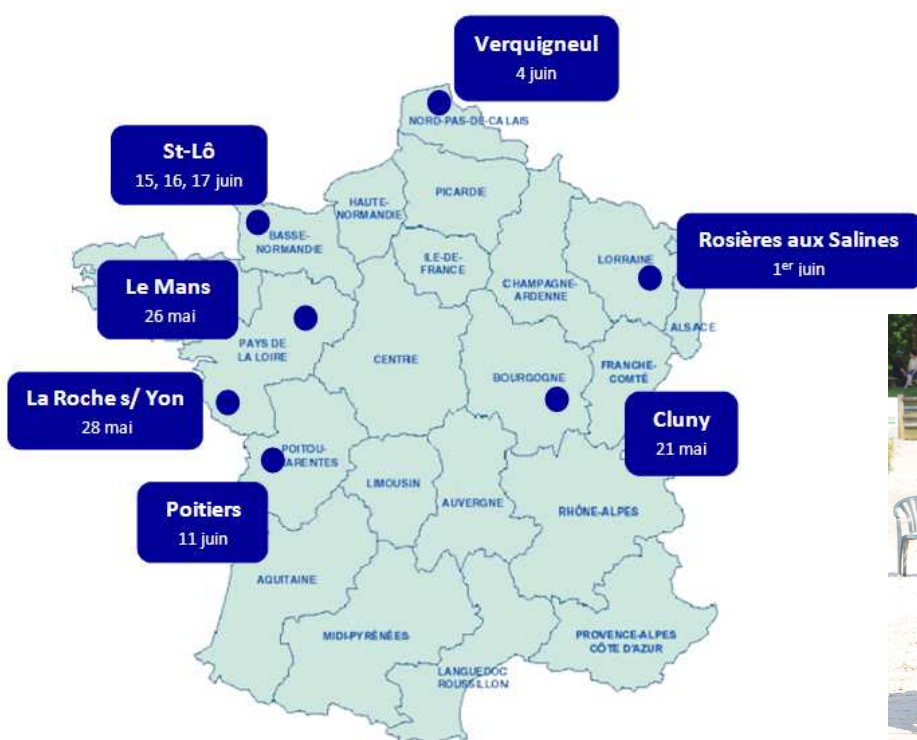 Verquigneul
4 juin
NORD-PAS-DE-CALAIS
St-Lô
15, 16, 17 juin
HAUTE-
NORMANDIE
PICARDIE
BASSE-
NORMANDIE
ILE-DE-
FRANCE
CHAMPAGNE-
ARDENNE
LORRAINE
Rosières aux Salines
1er juin
ALSACE
Le Mans
26 mai
PAYS DE
LA LOIRE
CENTRE
BOURGOGNE
FRANCHE-
COMTÉ
La Roche s/ Yon
28 mai
Cluny
21 mai
POITOU-
HARENTES
LIMOUSIN
AUVERGNE
RHÔNE-ALPES
Poitiers
11 juin
AQUITAINE
MIDI-PYRÉNÉES
LANGUEDOC
ROUSSILLON
PROVENCE-ALPES
CÔTE D'AZUR